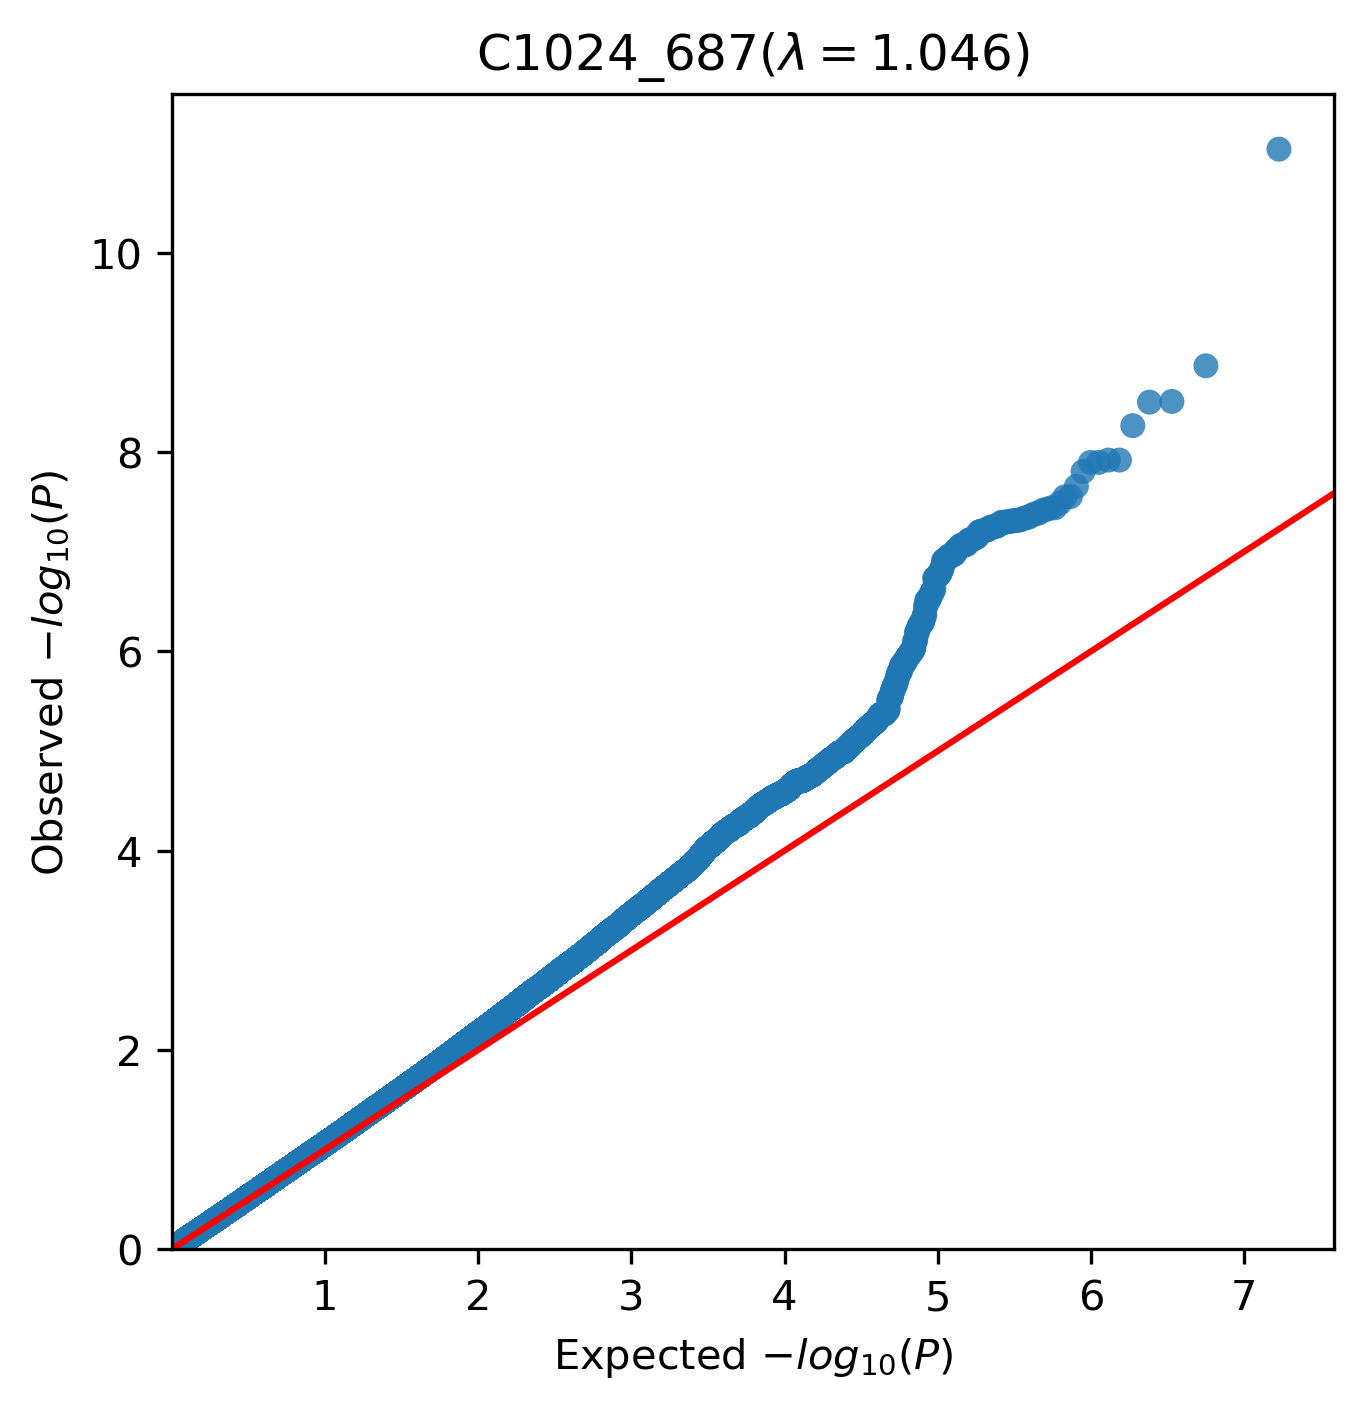 C1024_687(λ = 1.046)
10
8
6
4
2
0
Observed −log10(P)
1 2 3 4 5 6 7
Expected −log10(P)